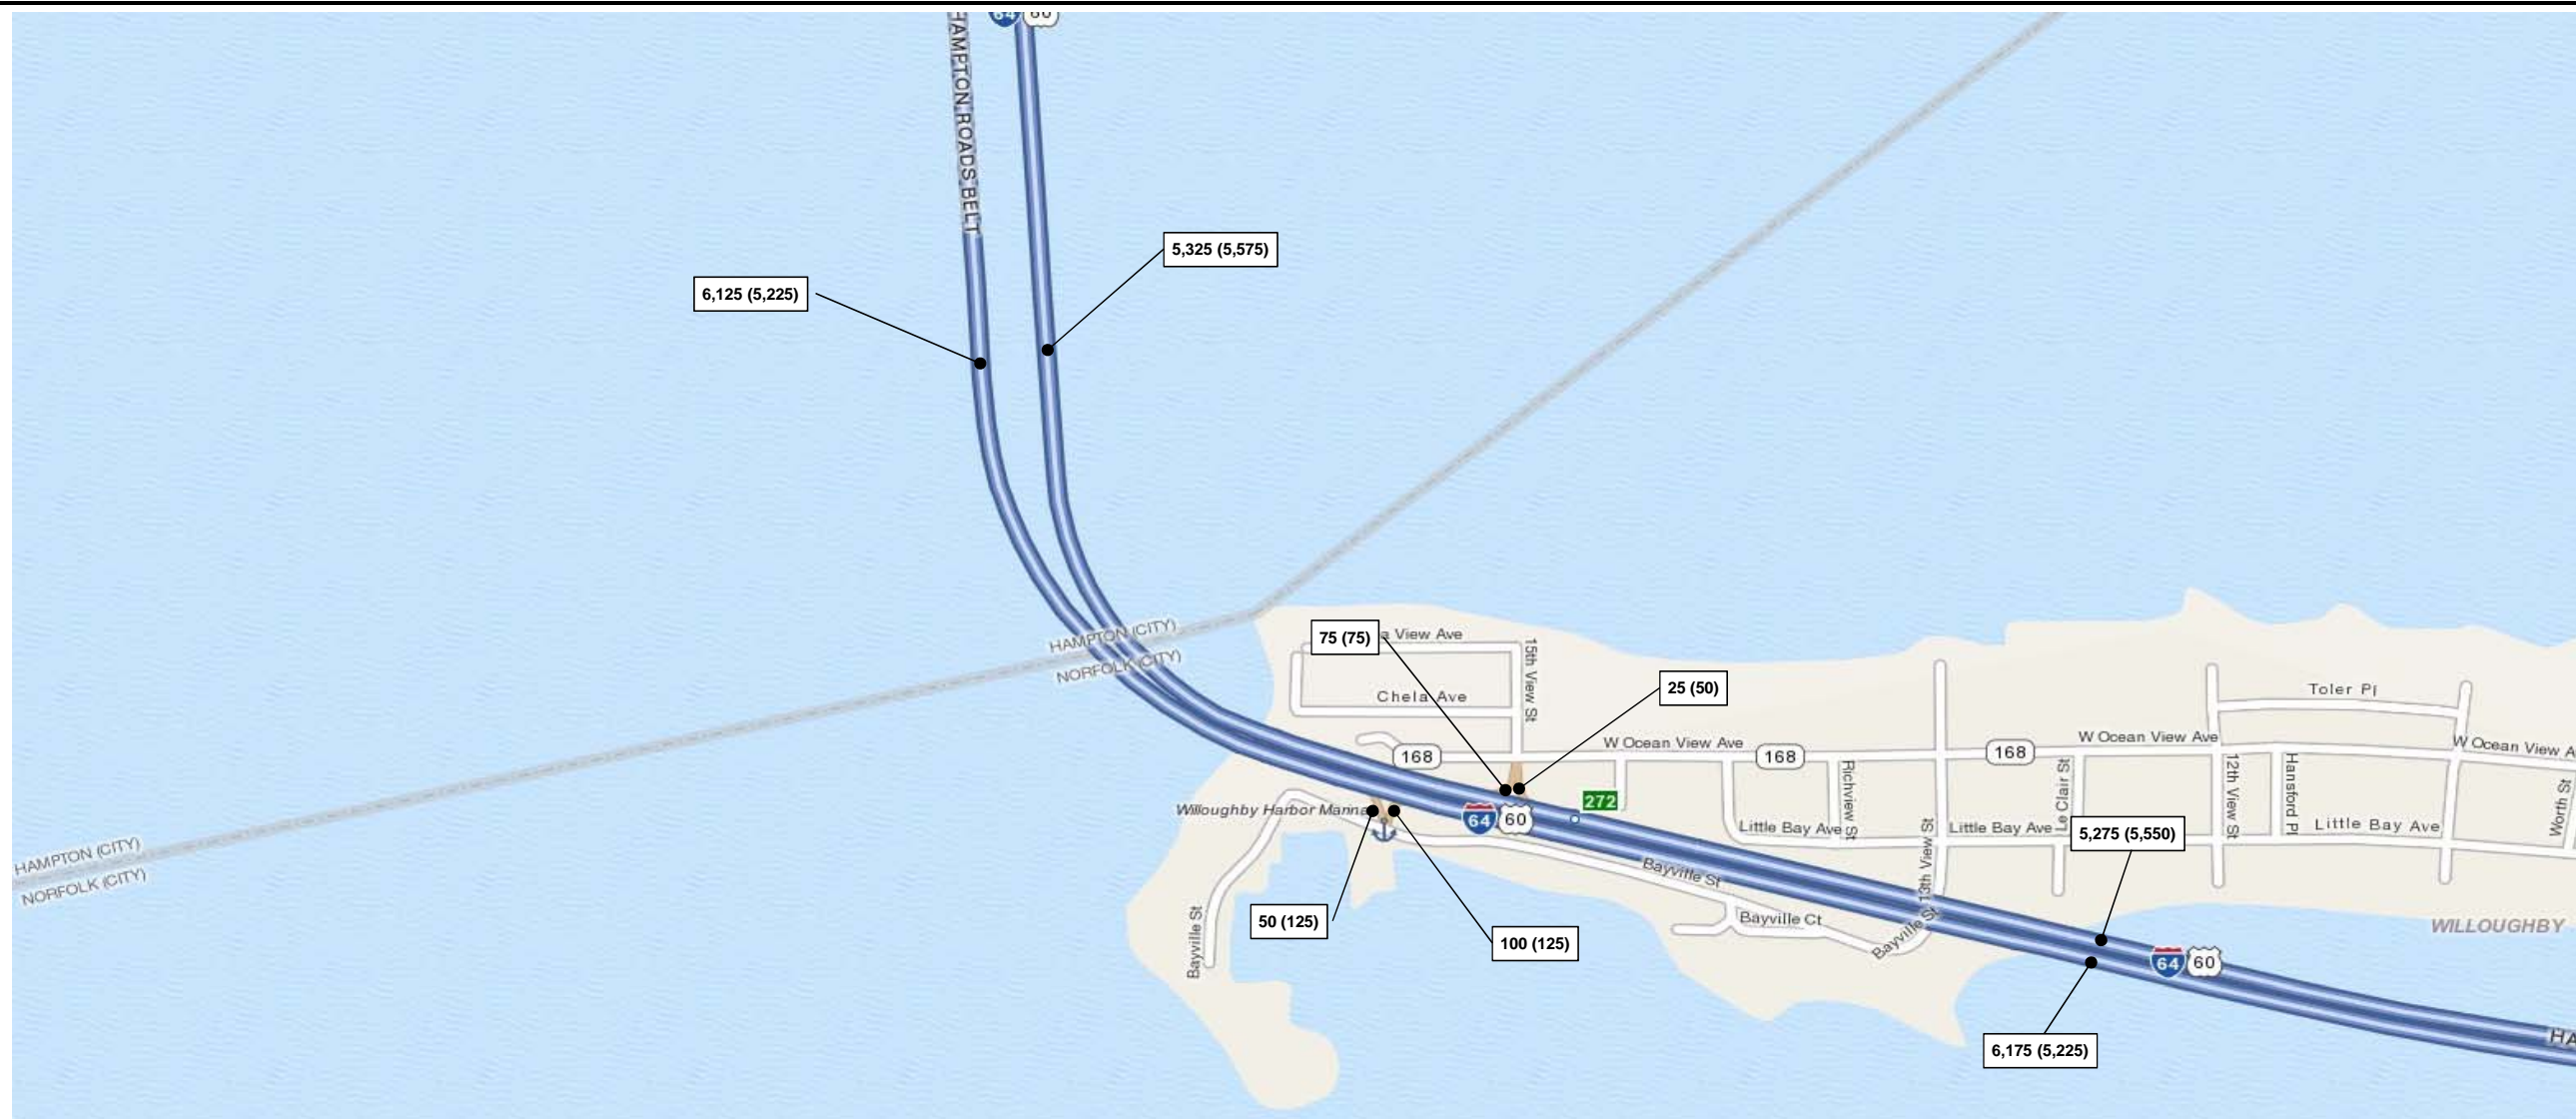 64 60
HAMPTON ROADS BELT
5,325 (5,575)
6,125 (5,225)
HAMPTON (CITY)
NORFOLK (CITY)
75 (75)
a View Ave
15th View St
25 (50)
Chela Ave
Toler Pl
168
W Ocean View Ave
168
168
W Ocean View Ave
W Ocean View A
Richview St
Le Clair St
12th View St
Hansford Pl
Worth St
272
Willoughby Harbor Marina
64 60
Little Bay Ave
Little Bay Ave
Little Bay Ave
5,275 (5,550)
HAMPTON (CITY)
NORFOLK (CITY)
Bayville St
13th View St
50 (125)
100 (125)
Bayville Ct
Bayville St
Bayville St
WILLOUGHBY
64 60
6,175 (5,225)
HA